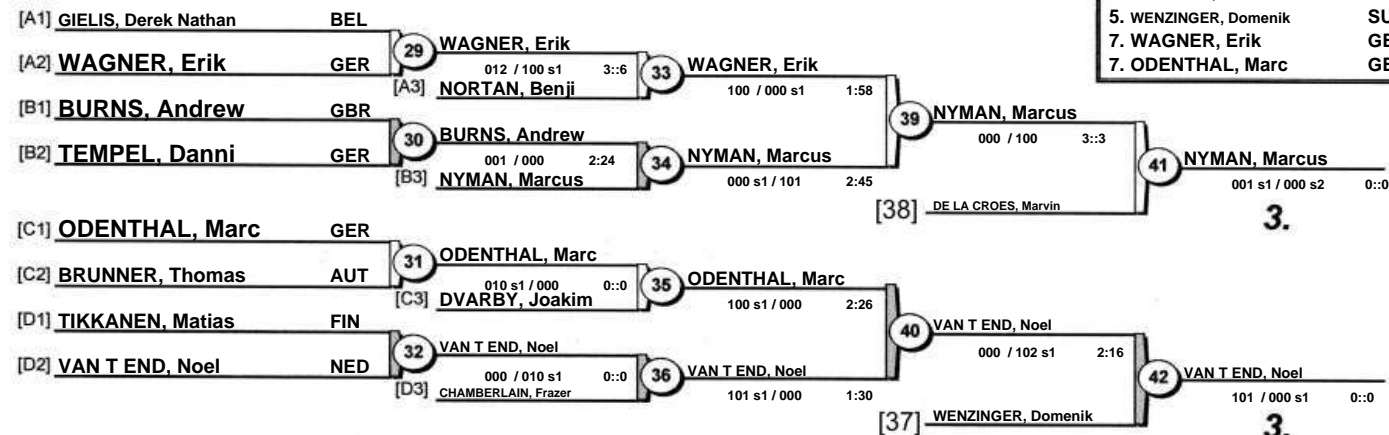 [A1] GIELIS, Derek Nathan BEL
5. WENZINGER, Domenik SU
7. WAGNER, Erik GE
7. ODENTHAL, Marc GE
29 WAGNER, Erik
[A2] WAGNER, Erik GER
012 / 100 s1 3::6
33 WAGNER, Erik
[A3] NORTAN, Benji
100 / 000 s1 1:58
[B1] BURNS, Andrew GBR
39 NYMAN, Marcus
30 BURNS, Andrew
000 / 100 3::3
[B2] TEMPEL, Danni GER
001 / 000 2:24
34 NYMAN, Marcus
41 NYMAN, Marcus
[B3] NYMAN, Marcus
000 s1 / 101 2:45
001 s1 / 000 s2 0::0
[38] DE LA CROES, Marvin
3.
[C1] ODENTHAL, Marc GER
31 ODENTHAL, Marc
[C2] BRUNNER, Thomas AUT
010 s1 / 000 0::0
35 ODENTHAL, Marc
[C3] DVARBY, Joakim
100 s1 / 000 2:26
[D1] TIKKANEN, Matias FIN
40 VAN T END, Noel
32 VAN T END, Noel
000 / 102 s1 2:16
[D2] VAN T END, Noel NED
000 / 010 s1 0::0
36 VAN T END, Noel
42 VAN T END, Noel
[D3] CHAMBERLAIN, Frazer
101 s1 / 000 1:30
101 / 000 s1 0::0
[37] WENZINGER, Domenik
3.